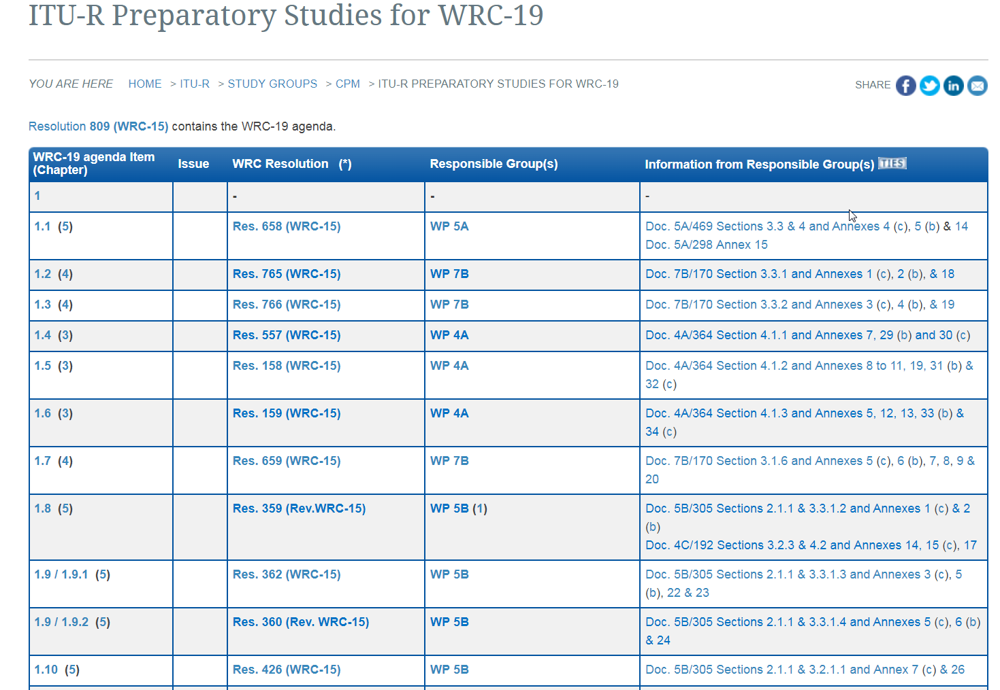 ITU-R Preparatory Studies for WRC-19
YOU ARE HERE HOME > ITU-R > STUDY GROUPS > CPM > ITU-R PREPARATORY STUDIES FOR WRC-19 SHARE
Resolution 809 (WRC-15) contains the WRC-19 agenda.
WRC-19 agenda Item (Chapter) Issue WRC Resolution (*) Responsible Group(s) Information from Responsible Group(s) TIES
1 - - -
1.1 (5) Res. 658 (WRC-15) WP 5A Doc. 5A/469 Sections 3.3 & 4 and Annexes 4 (c), 5 (b) & 14
Doc. 5A/298 Annex 15
1.2 (4) Res. 765 (WRC-15) WP 7B Doc. 7B/170 Section 3.3.1 and Annexes 1 (c), 2 (b), & 18
1.3 (4) Res. 766 (WRC-15) WP 7B Doc. 7B/170 Section 3.3.2 and Annexes 3 (c), 4 (b), & 19
1.4 (3) Res. 557 (WRC-15) WP 4A Doc. 4A/364 Section 4.1.1 and Annexes 7, 29 (b) and 30 (c)
1.5 (3) Res. 158 (WRC-15) WP 4A Doc. 4A/364 Section 4.1.2 and Annexes 8 to 11, 19, 31 (b) &
32 (c)
1.6 (3) Res. 159 (WRC-15) WP 4A Doc. 4A/364 Section 4.1.3 and Annexes 5, 12, 13, 33 (b) &
34 (c)
1.7 (4) Res. 659 (WRC-15) WP 7B Doc. 7B/170 Section 3.1.6 and Annexes 5 (c), 6 (b), 7, 8, 9 &
20
1.8 (5) Res. 359 (Rev.WRC-15) WP 5B (1) Doc. 5B/305 Sections 2.1.1 & 3.3.1.2 and Annexes 1 (c) & 2
(b)
Doc. 4C/192 Sections 3.2.3 & 4.2 and Annexes 14, 15 (c), 17
1.9 / 1.9.1 (5) Res. 362 (WRC-15) WP 5B Doc. 5B/305 Sections 2.1.1 & 3.3.1.3 and Annexes 3 (c), 5
(b), 22 & 23
1.9 / 1.9.2 (5) Res. 360 (Rev. WRC-15) WP 5B Doc. 5B/305 Sections 2.1.1 & 3.3.1.4 and Annexes 5 (c), 6 (b)
& 24
1.10 (5) Res. 426 (WRC-15) WP 5B Doc. 5B/305 Sections 2.1.1 & 3.2.1.1 and Annex 7 (c) & 26